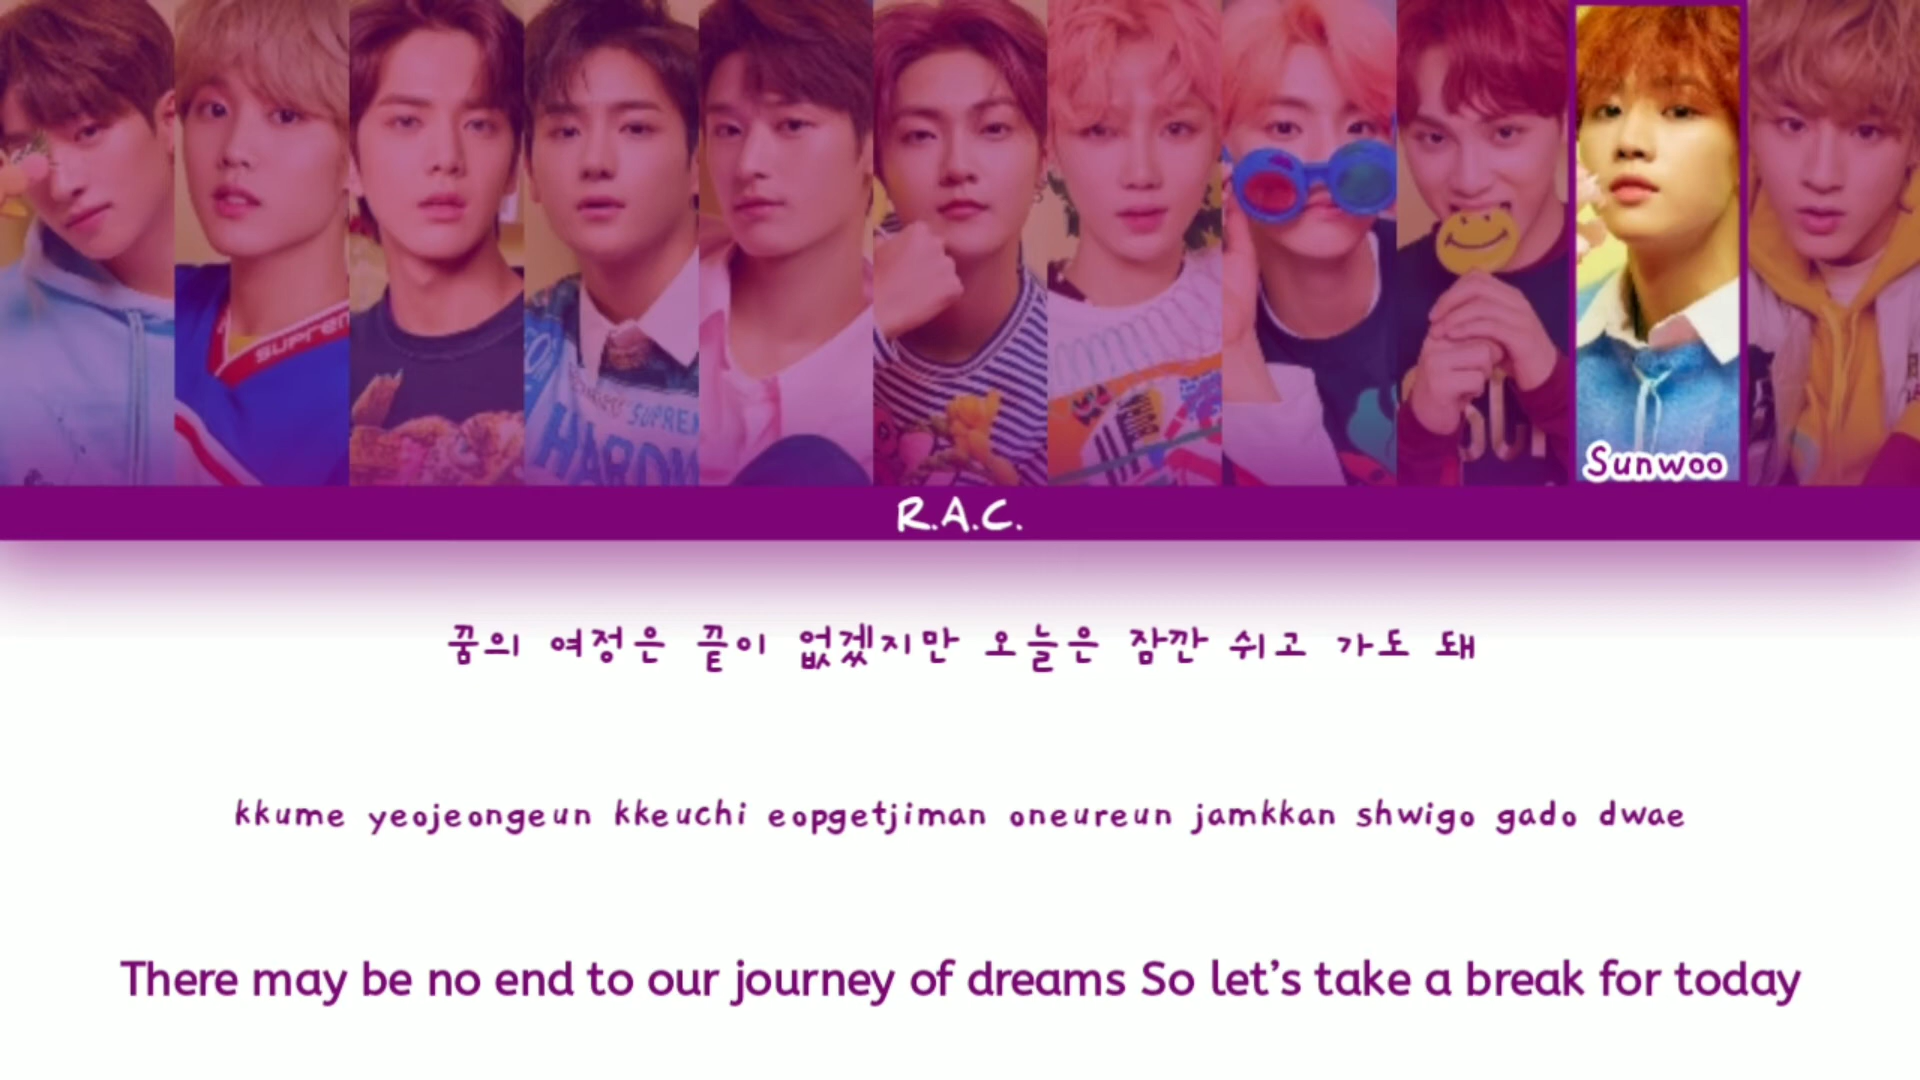 SUPREM
HARDW
Sunwoo
R.A.C.
꿈의 여정은 끝이 없겠지만 오늘은 잠깐 쉬고 가도 돼
kkume yeojeongeun kkeuchi eopgetjiman oneureun jamkkan shwigo gado dwae
There may be no end to our journey of dreams So let's take a break for today